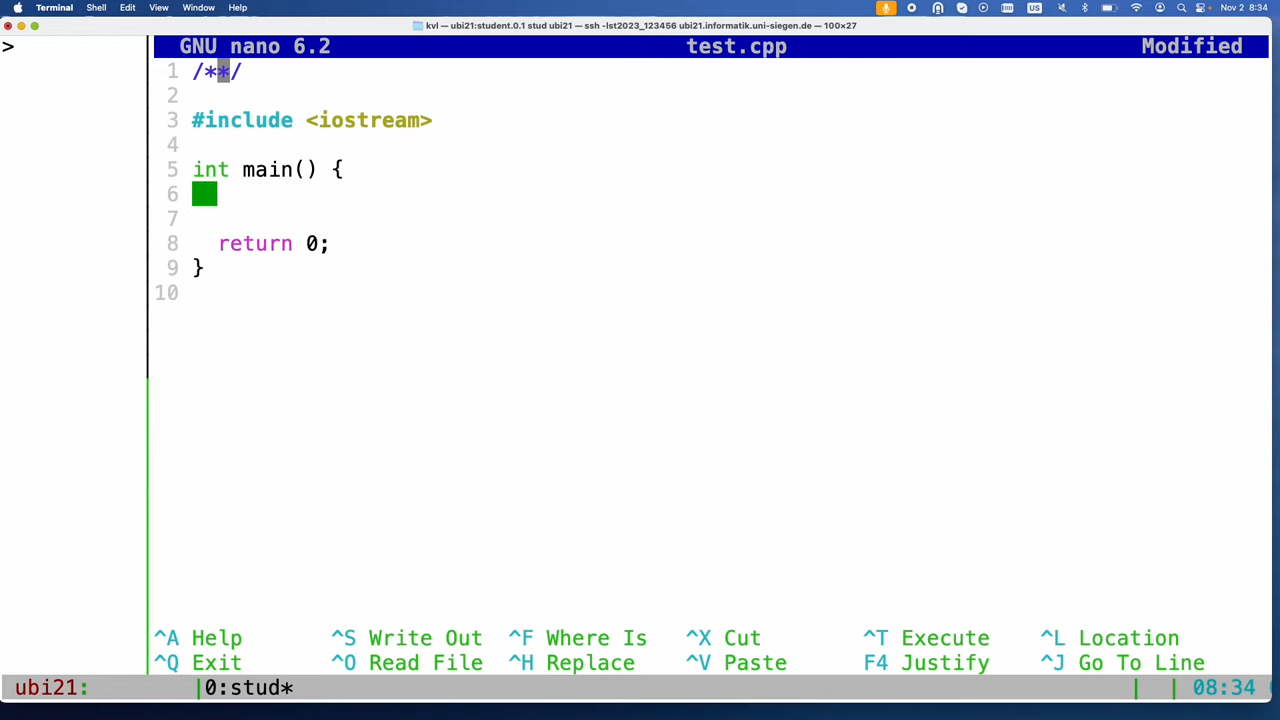 Terminal Shell Edit View Window Help Nov 2 8:34
kvl — ubi21:student.0.1 stud ubi21 — ssh -lst2023_123456 ubi21.informatik.uni-siegen.de — 100×27
>
GNU nano 6.2 test.cpp Modified
1 /**/
2
3 #include <iostream>
4
5 int main() {
6
7
8 return 0;
9 }
10
^A Help ^S Write Out ^F Where Is ^X Cut ^T Execute ^L Location
^Q Exit ^O Read File ^H Replace ^V Paste F4 Justify ^J Go To Line
ubi21: |0:stud* | | 08:34